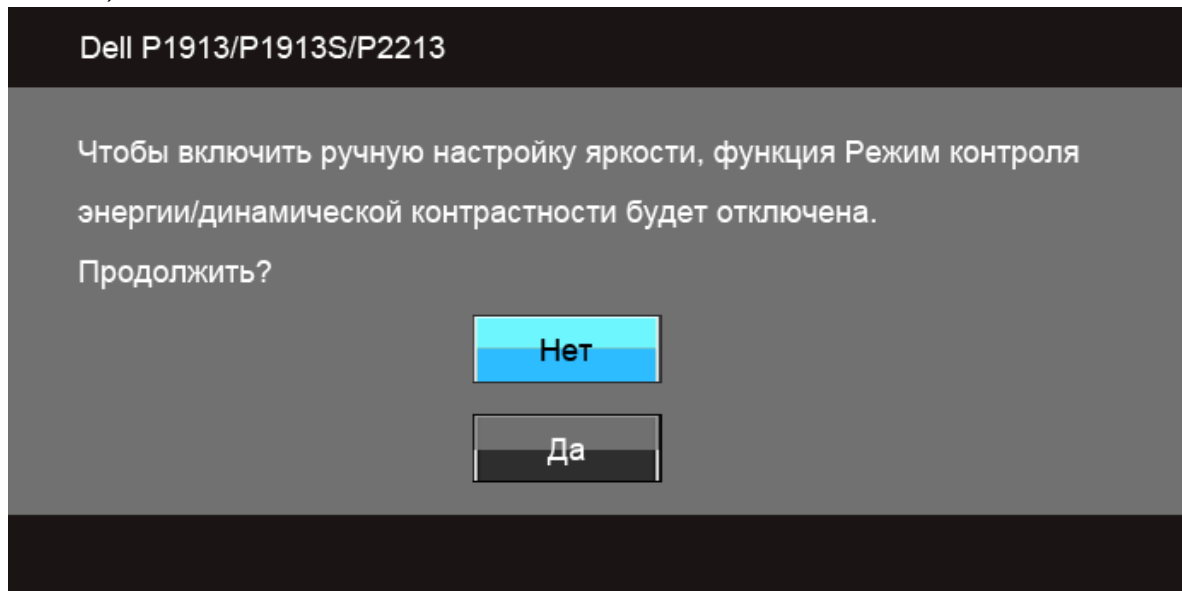 Dell P1913/P1913S/P2213
Чтобы включить ручную настройку яркости, функция Режим контроля
энергии/динамической контрастности будет отключена.
Продолжить?
Нет
Да